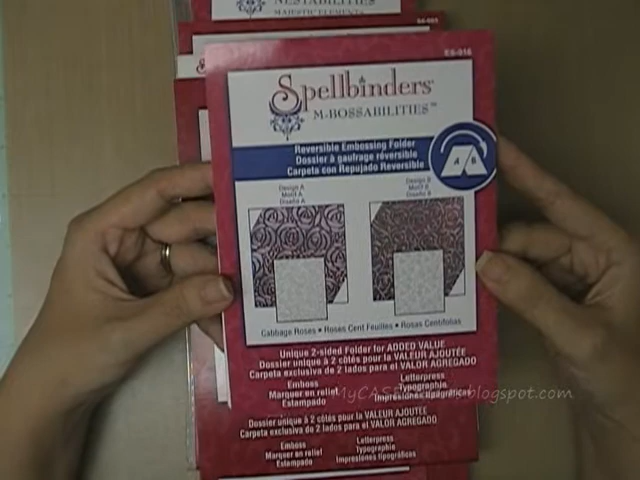 NESTABILITIES
MAJESTIC ELEMENTS
ES-016
Spellbinders™
M-BOSSABILITIES™
Reversible Embossing Folder
Dossier à gaufrage réversible
Carpeta con Repujado Reversible
A B
Design A
Motif A
Diseño A
Design B
Motif B
Diseño B
Cabbage Roses • Roses Cent Feuilles • Rosas Centifolias
Unique 2-sided Folder for ADDED VALUE
Dossier unique à 2 côtés pour la VALEUR AJOUTÉE
Carpeta exclusiva de 2 lados para el VALOR AGREGADO
Emboss
Marquer en relief
Estampado
Letterpress
Typographie
Impresiones tipográficas
Dossier unique à 2 côtés pour la VALEUR AJOUTÉE
Carpeta exclusiva de 2 lados para el VALOR AGREGADO
Emboss
Marquer en relief
Estampado
Letterpress
Typographie
Impresiones tipográficas